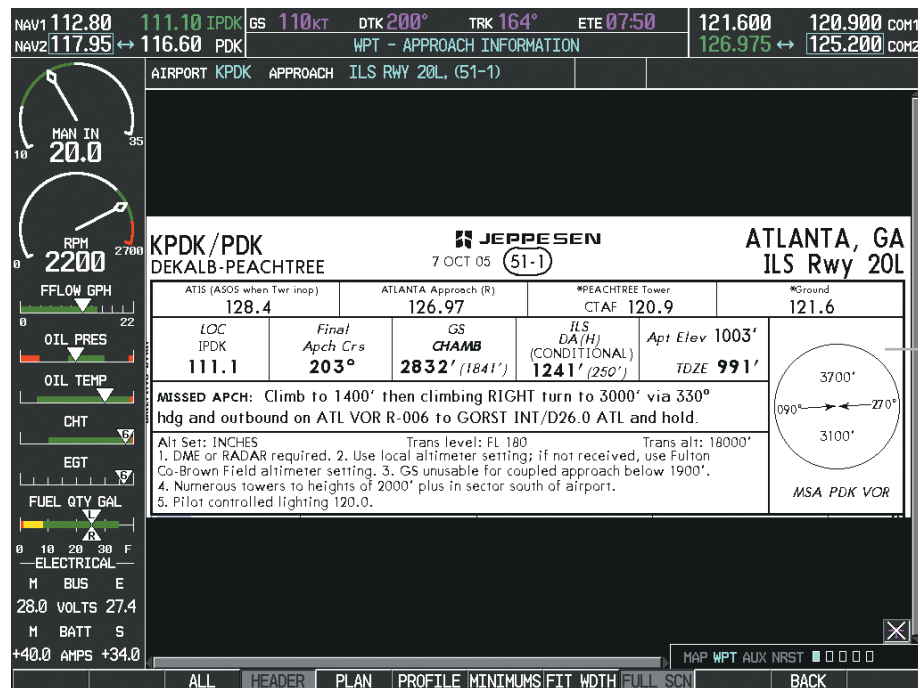 NAV1 112.80 111.10 IPDK GS 110KT DTK 200° TRK 164° ETE 07:50 121.600 120.900 COM1
NAV2 117.95 ↔ 116.60 PDK WPT - APPROACH INFORMATION 126.975 ↔ 125.200 COM2
AIRPORT KPDK APPROACH ILS RWY 20L, (51-1)
MAN IN
10 20.0 35
RPM 2700
0 2200
FFLOW GPH
0 22
OIL PRES
OIL TEMP
CHT
6
EGT
6
FUEL QTY GAL
L
R
0 10 20 30 F
ELECTRICAL
M BUS E
28.0 VOLTS 27.4
M BATT S
+40.0 AMPS +34.0
KPDK/PDK JEPPESEN ATLANTA, GA
DEKALB-PEACHTREE 7 OCT 05 51-1 ILS Rwy 20L
ATIS (ASOS when Twr inop) ATLANTA Approach (R) *PEACHTREE Tower *Ground
128.4 126.97 CTAF 120.9 121.6
LOC
IPDK
111.1
Final
Apch Crs
203°
GS
CHAMB
2832' (1841')
ILS
DA(H)
(CONDITIONAL)
1241' (250')
Apt Elev 1003'
TDZE 991'
3700'
090° 270°
3100'
MSA PDK VOR
MISSED APCH: Climb to 1400' then climbing RIGHT turn to 3000' via 330°
hdg and outbound on ATL VOR R-006 to GORST INT/D26.0 ATL and hold.
Alt Set: INCHES Trans level: FL 180 Trans alt: 18000'
1. DME or RADAR required. 2. Use local altimeter setting; if not received, use Fulton
Co-Brown Field altimeter setting. 3. GS unusable for coupled approach below 1900'.
4. Numerous towers to heights of 2000' plus in sector south of airport.
5. Pilot controlled lighting 120.0.
MAP WPT AUX NRST
ALL HEADER PLAN PROFILE MINIMUMS FIT WDTH FULL SCN BACK